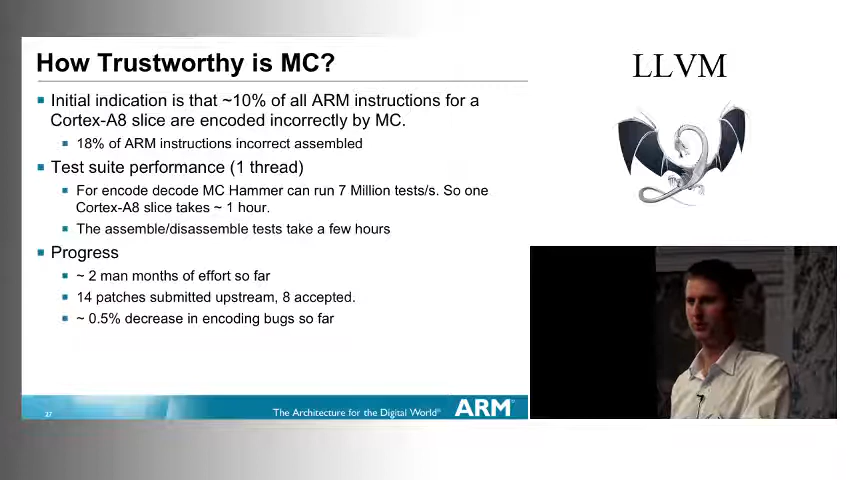 How Trustworthy is MC?
Initial indication is that ~10% of all ARM instructions for a
Cortex-A8 slice are encoded incorrectly by MC.
18% of ARM instructions incorrect assembled
Test suite performance (1 thread)
For encode decode MC Hammer can run 7 Million tests/s. So one
Cortex-A8 slice takes ~ 1 hour.
The assemble/disassemble tests take a few hours
Progress
~ 2 man months of effort so far
14 patches submitted upstream, 8 accepted.
~ 0.5% decrease in encoding bugs so far
27
The Architecture for the Digital World®
ARM
LLVM